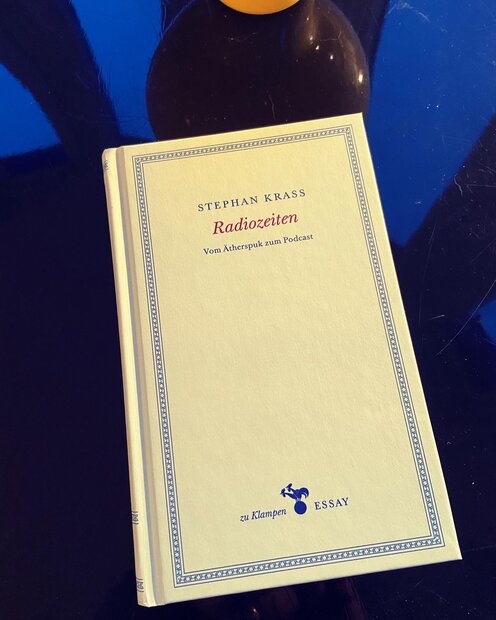 STEPHAN KRASS
Radiozeiten
Vom Ätherspuk zum Podcast
zu Klampen ESSAY